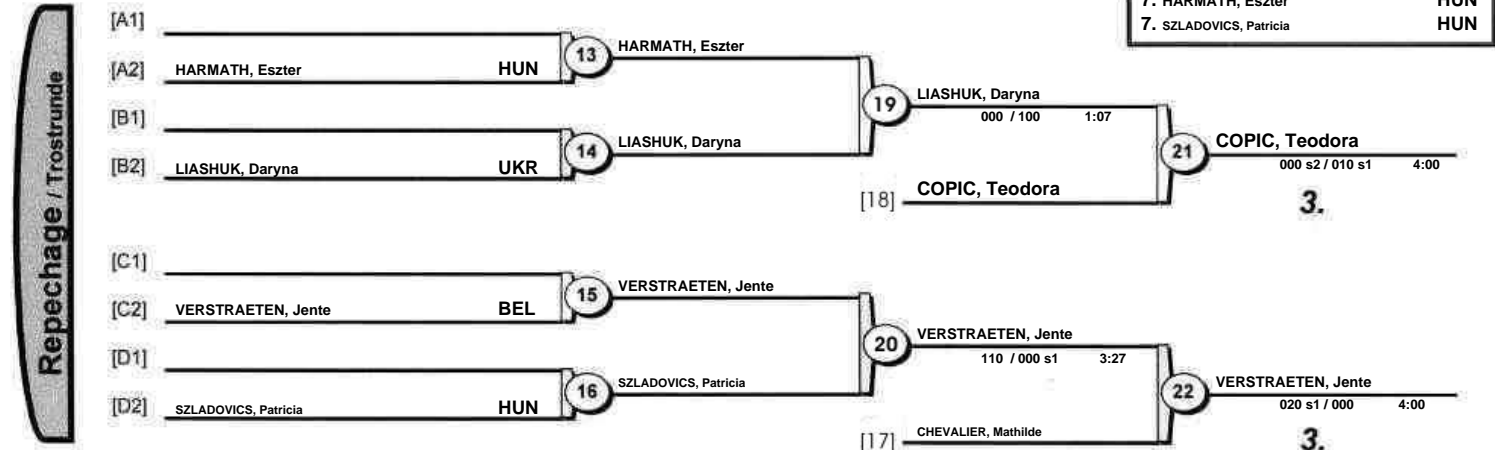 7. HARMATH, Eszter HUN
7. SZLADOVICS, Patricia HUN
Repechage / Trostrunde
[A1]
[A2] HARMATH, Eszter HUN
13 HARMATH, Eszter
[B1]
[B2] LIASHUK, Daryna UKR
14 LIASHUK, Daryna
19 LIASHUK, Daryna
000 / 100 1:07
[18] COPIC, Teodora
21 COPIC, Teodora
000 s2 / 010 s1 4:00
3.
[C1]
[C2] VERSTRAETEN, Jente BEL
15 VERSTRAETEN, Jente
[D1]
[D2] SZLADOVICS, Patricia HUN
16 SZLADOVICS, Patricia
20 VERSTRAETEN, Jente
110 / 000 s1 3:27
[17] CHEVALIER, Mathilde
22 VERSTRAETEN, Jente
020 s1 / 000 4:00
3.